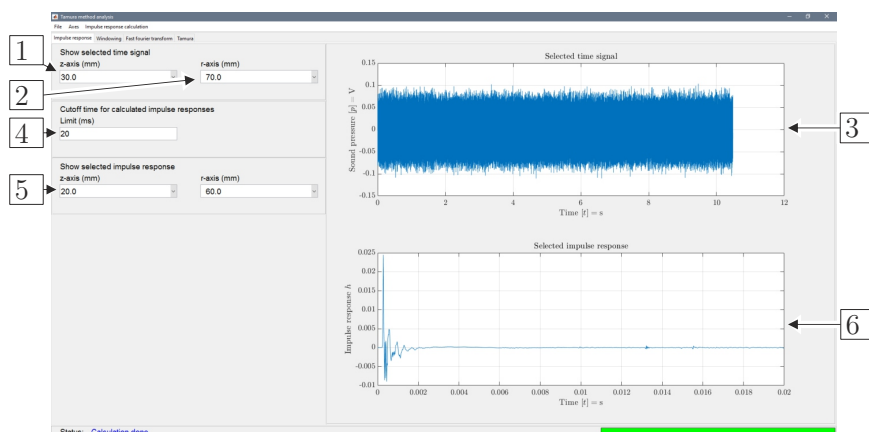 Tamura method analysis
File Axes Impulse response calculation
Impulse response Windowing Fast fourier transform Tamura
1
Show selected time signal
z-axis (mm) r-axis (mm)
30.0 70.0
2
Cutoff time for calculated impulse responses
Limit (ms)
4
20
Show selected impulse response
z-axis (mm) r-axis (mm)
5
20.0 60.0
Selected time signal
0.15
0.1
0.05
0
-0.05
-0.1
-0.15
Sound pressure [p] = V
0 2 4 6 8 10 12
Time [t] = s
3
Selected impulse response
0.025
0.02
0.015
0.01
0.005
0
-0.005
-0.01
Impulse response h
0 0.002 0.004 0.006 0.008 0.01 0.012 0.014 0.016 0.018 0.02
Time [t] = s
6
Status: Calculation done